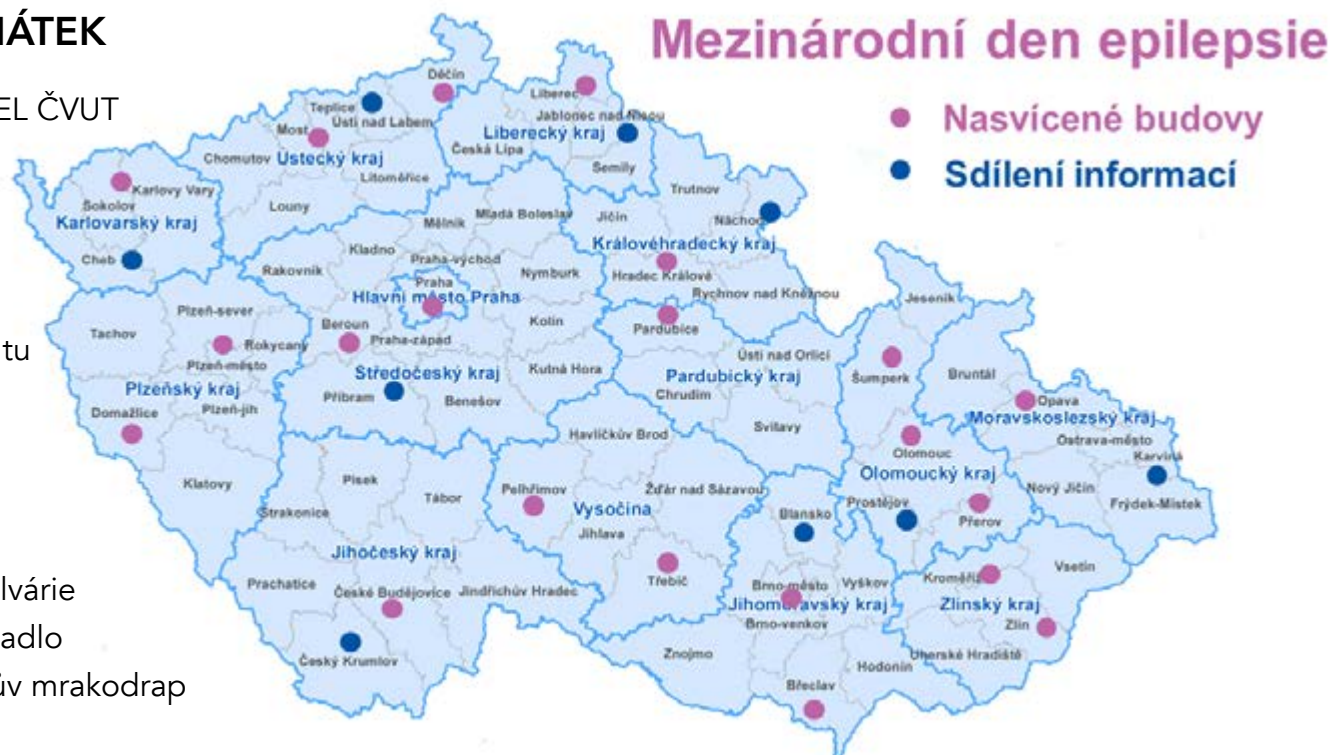 IÁTEK
EL ČVUT
tu
lvárie
adlo
ův mrakodrap
Mezinárodní den epilepsie
Nasvícené budovy
Sdílení informací
Děčín
Liberec
Teplice
Jablonec nad Nisou
Ústí nad Labem
Most
Liberecký kraj
Česká Lípa
Chomutov
Ústecký kraj
Semily
Litoměřice
Karlovy Vary
Trutnov
Sokolov
Louny
Mladá Boleslav
Jičín
Náchod
Karlovarský kraj
Mělník
Královéhradecký kraj
Kladno
Cheb
Praha-východ
Rakovník
Nymburk
Hradec Králové
Praha
Rychnov nad Kněžnou
Hlavní město Praha
Jeseník
Plzeň-sever
Kolín
Beroun
Pardubice
Tachov
Praha-západ
Rokycany
Ústí nad Orlicí
Plzeň-město
Kutná Hora
Středočeský kraj
Pardubický kraj
Šumperk
Bruntál
Plzeňský kraj
Příbram
Benešov
Chrudim
Opava
Domažlice
Plzeň-jih
Moravskoslezský kraj
Svitavy
Havlíčkův Brod
Ostrava-město
Olomouc
Karviná
Olomoucký kraj
Klatovy
Písek
Pelhřimov
Žďár nad Sázavou
Nový Jičín
Tábor
Frýdek-Místek
Prostějov
Vysočina
Blansko
Přerov
Strakonice
Jihlava
Jihočeský kraj
Vsetín
Kroměříž
Prachatice
Třebíč
Brno-město
Vyškov
České Budějovice
Jindřichův Hradec
Jihomoravský kraj
Zlínský kraj
Brno-venkov
Zlín
Znojmo
Uherské Hradiště
Český Krumlov
Hodonín
Břeclav